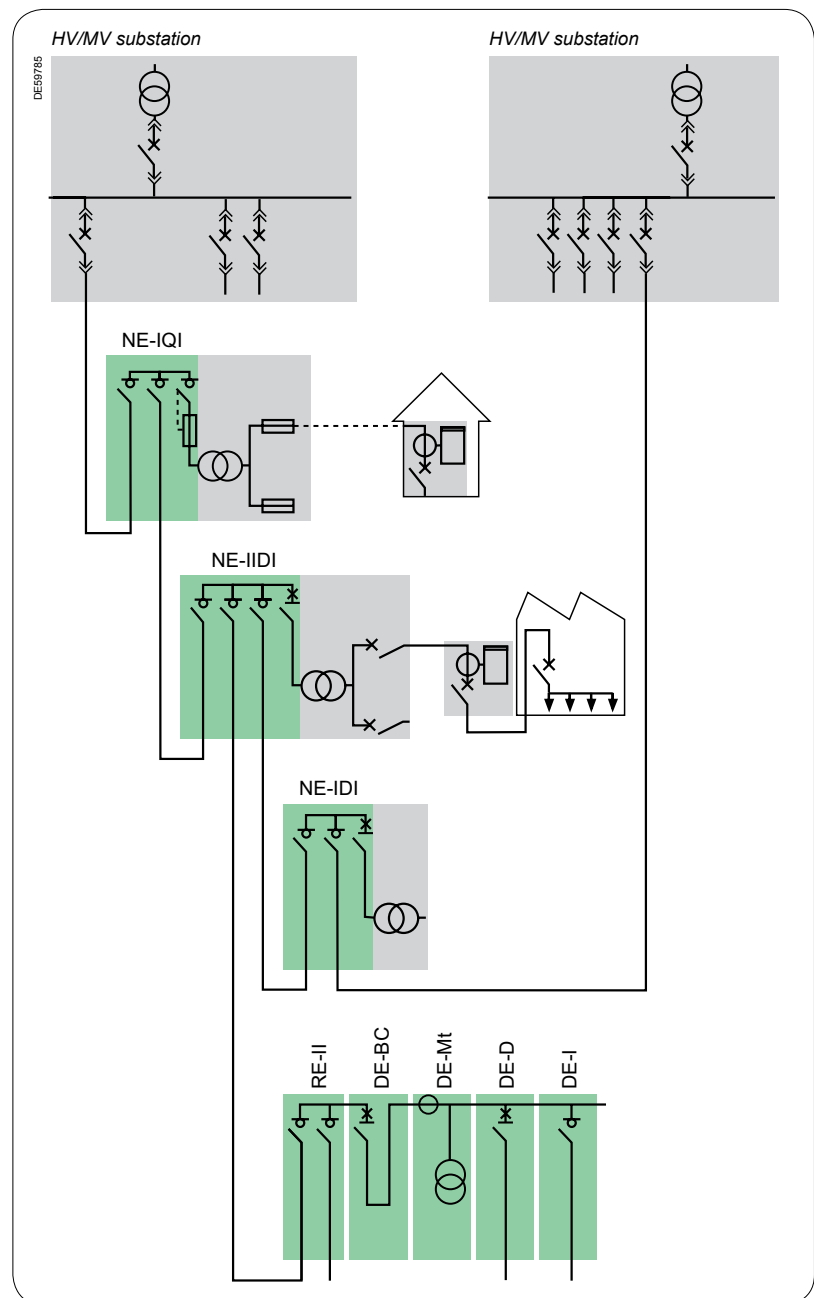 HV/MV substation
HV/MV substation
DE59785
NE-IQI
NE-IIDI
NE-IDI
RE-II
DE-BC
DE-Mt
DE-D
DE-I